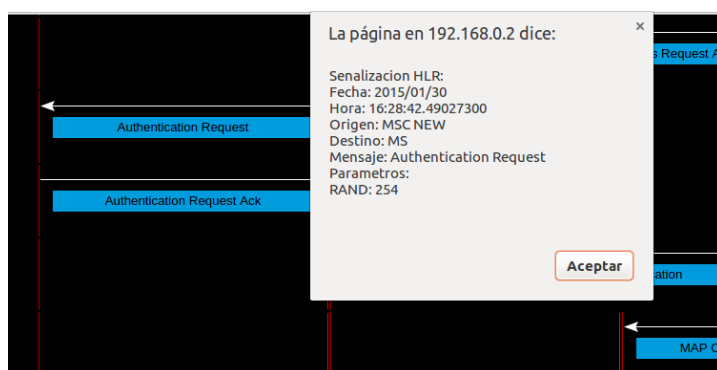 La página en 192.168.0.2 dice:
×
Senalizacion HLR:
Fecha: 2015/01/30
Hora: 16:28:42.49027300
Origen: MSC NEW
Destino: MS
Mensaje: Authentication Request
Parametros:
RAND: 254
Aceptar
s Request A
Authentication Request
Authentication Request Ack
ation
MAP